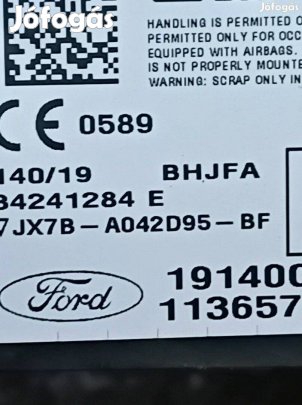 Jófogás
Jófogás
HANDLING IS PERMITTED O
PERMITTED ONLY FOR OCC
EQUIPPED WITH AIRBAGS.
IS NOT PROPERLY MOUNTE
WARNING: SCRAP ONLY IN
CE 0589
140/19 BHJFA
34241284 E
7JX7B-A042D95-BF
Ford
191400
113657